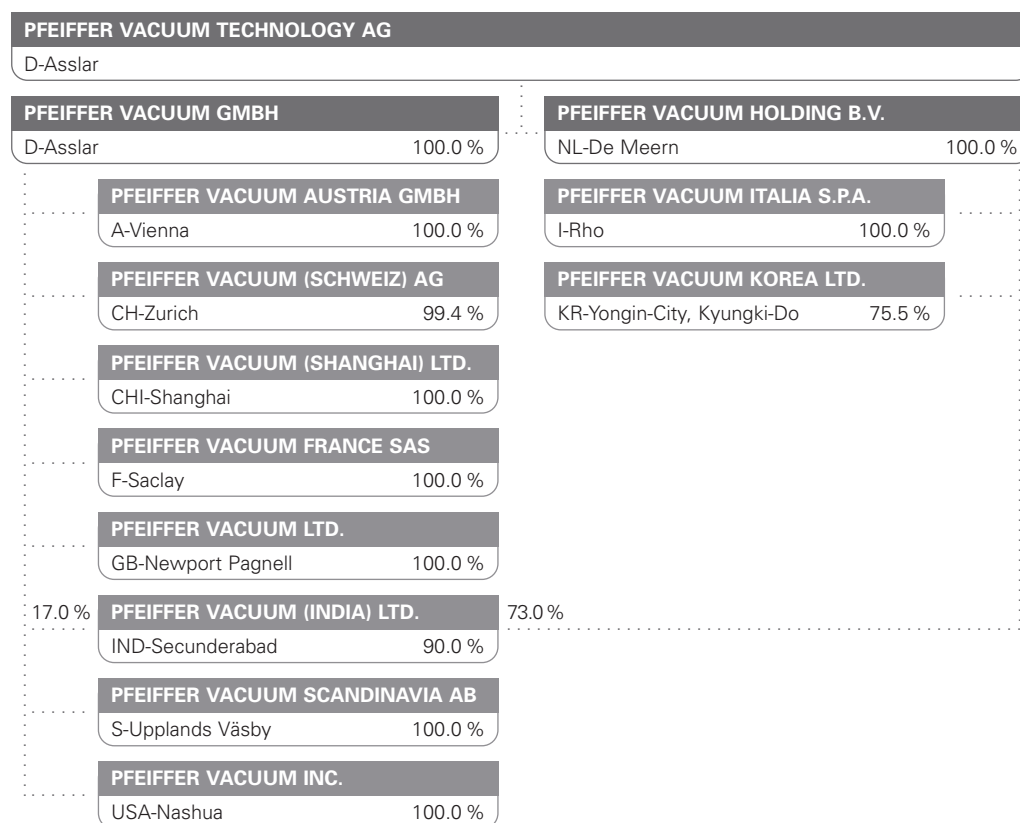 PFEIFFER VACUUM TECHNOLOGY AG
D-Asslar
PFEIFFER VACUUM GMBH
D-Asslar 100.0 %
PFEIFFER VACUUM HOLDING B.V.
NL-De Meern 100.0 %
PFEIFFER VACUUM AUSTRIA GMBH
A-Vienna 100.0 %
PFEIFFER VACUUM ITALIA S.P.A.
I-Rho 100.0 %
PFEIFFER VACUUM (SCHWEIZ) AG
CH-Zurich 99.4 %
PFEIFFER VACUUM KOREA LTD.
KR-Yongin-City, Kyungki-Do 75.5 %
PFEIFFER VACUUM (SHANGHAI) LTD.
CHI-Shanghai 100.0 %
PFEIFFER VACUUM FRANCE SAS
F-Saclay 100.0 %
PFEIFFER VACUUM LTD.
GB-Newport Pagnell 100.0 %
17.0 % PFEIFFER VACUUM (INDIA) LTD. 73.0 %
IND-Secunderabad 90.0 %
PFEIFFER VACUUM SCANDINAVIA AB
S-Upplands Väsby 100.0 %
PFEIFFER VACUUM INC.
USA-Nashua 100.0 %